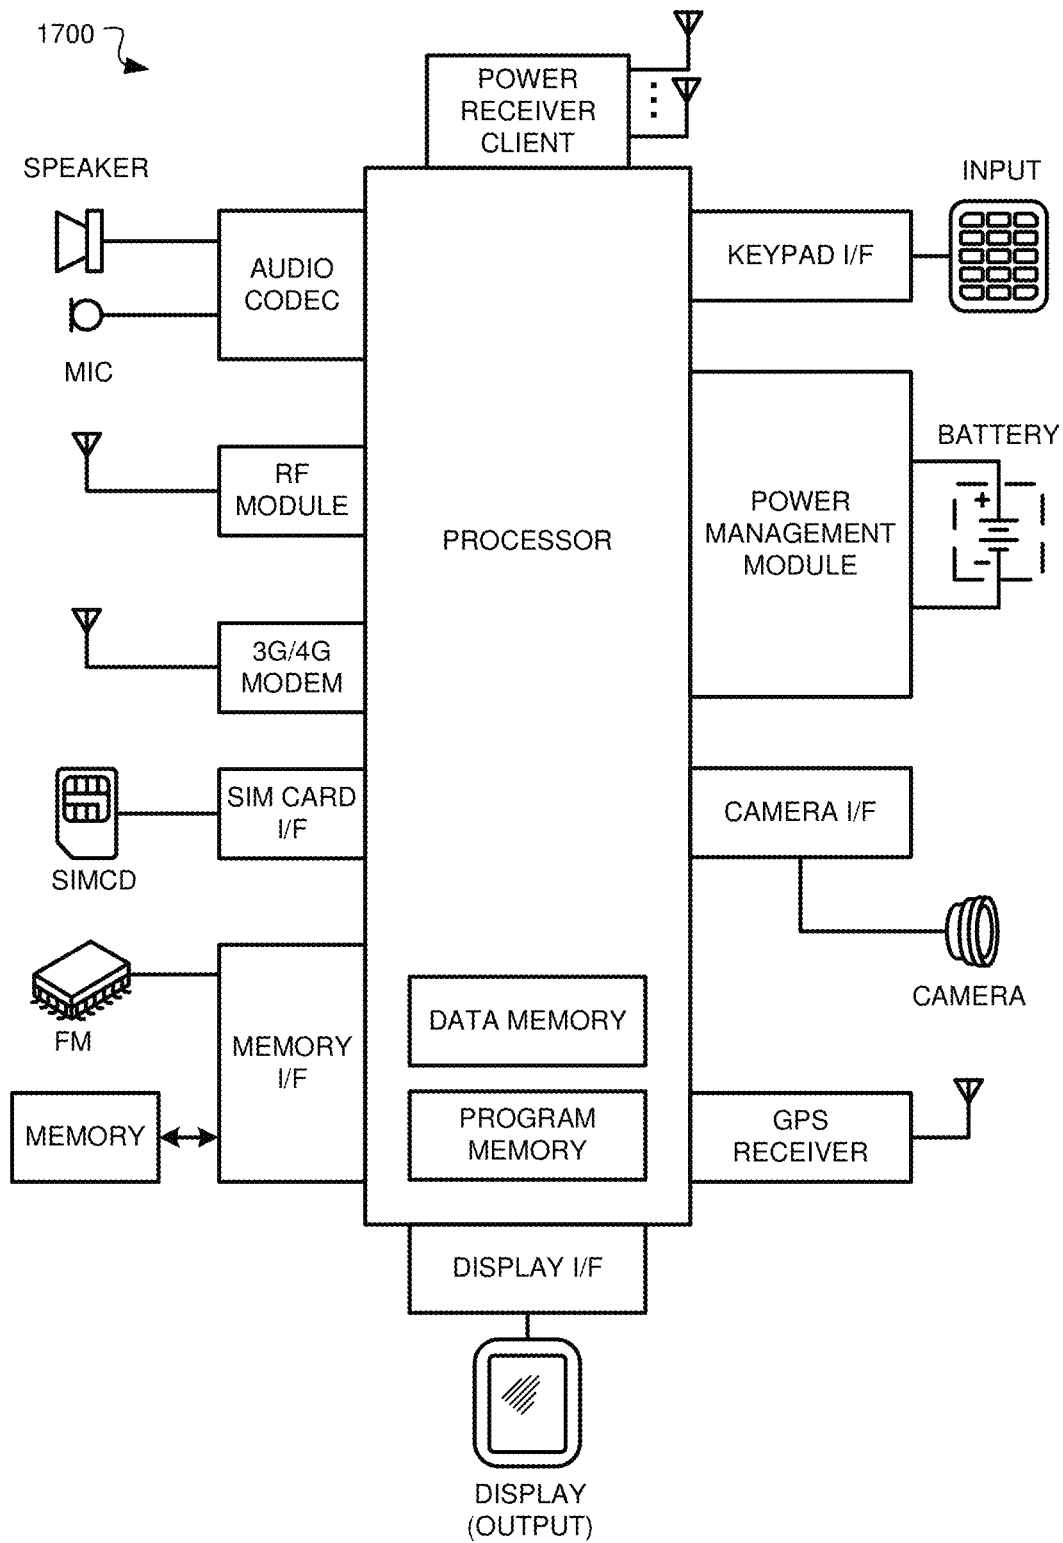 1700
POWER
RECEIVER
CLIENT
SPEAKER
INPUT
AUDIO
CODEC
KEYPAD I/F
MIC
BATTERY
RF
MODULE
POWER
MANAGEMENT
MODULE
+
-
PROCESSOR
3G/4G
MODEM
SIM CARD
I/F
CAMERA I/F
SIMCD
CAMERA
DATA MEMORY
FM
MEMORY
I/F
MEMORY
PROGRAM
MEMORY
GPS
RECEIVER
DISPLAY I/F
DISPLAY
(OUTPUT)